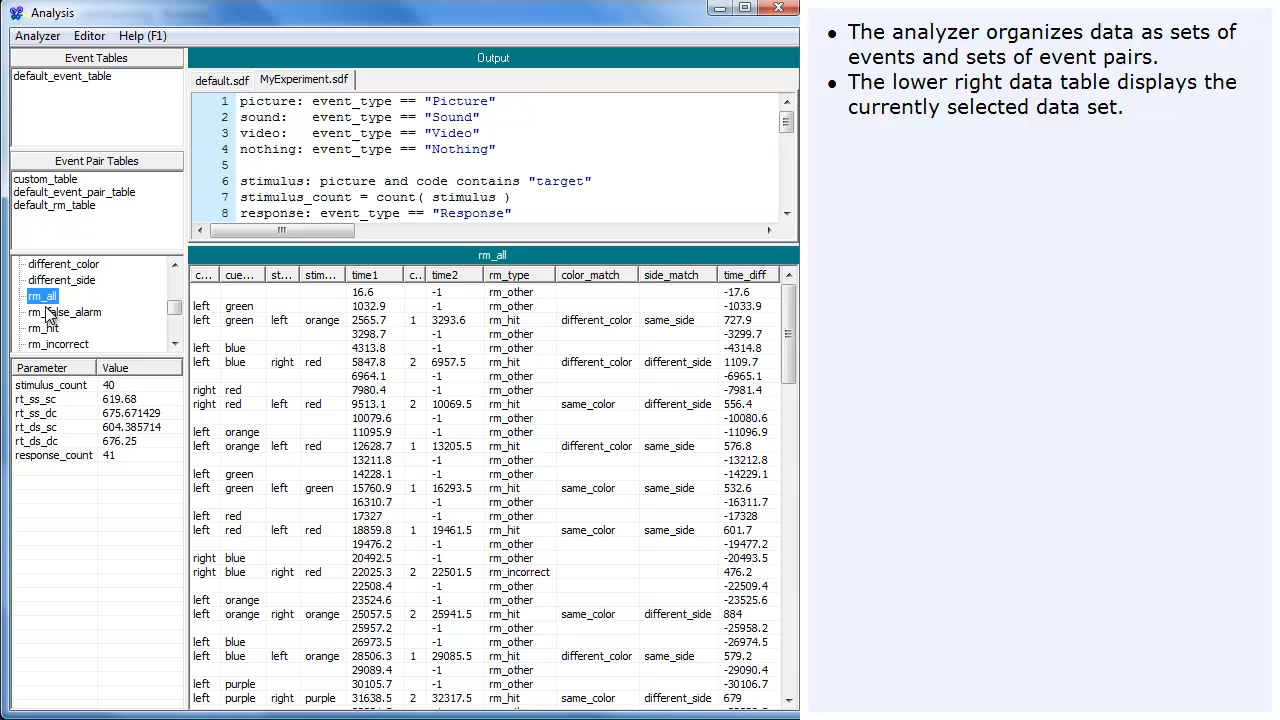 Analysis
Analyzer Editor Help (F1)
Event Tables
default_event_table
Event Pair Tables
custom_table
default_event_pair_table
default_rm_table
different_color
different_side
rm_all
rm_false_alarm
rm_hit
rm_incorrect
Parameter Value
stimulus_count 40
rt_ss_sc 619.68
rt_ss_dc 675.671429
rt_ds_sc 604.385714
rt_ds_dc 676.25
response_count 41
Output
default.sdf MyExperiment.sdf
1 picture: event_type == "Picture"
2 sound: event_type == "Sound"
3 video: event_type == "Video"
4 nothing: event_type == "Nothing"
5
6 stimulus: picture and code contains "target"
7 stimulus_count = count( stimulus )
8 response: event_type == "Response"
rm_all
c... cue... st... stim... time1 c... time2 rm_type color_match side_match time_diff
16.6 -1 rm_other -17.6
left green 1032.9 -1 rm_other -1033.9
left green left orange 2565.7 1 3293.6 rm_hit different_color same_side 727.9
3298.7 -1 rm_other -3299.7
left blue 4313.8 -1 rm_other -4314.8
left blue right red 5847.8 2 6957.5 rm_hit different_color different_side 1109.7
6964.1 -1 rm_other -6965.1
right red 7980.4 -1 rm_other -7981.4
right red left red 9513.1 2 10069.5 rm_hit same_color different_side 556.4
10079.6 -1 rm_other -10080.6
left orange 11095.9 -1 rm_other -11096.9
left orange left red 12628.7 1 13205.5 rm_hit different_color same_side 576.8
13211.8 -1 rm_other -13212.8
left green 14228.1 -1 rm_other -14229.1
left green left green 15760.9 1 16293.5 rm_hit same_color same_side 532.6
16310.7 -1 rm_other -16311.7
left red 17327 -1 rm_other -17328
left red left red 18859.8 1 19461.5 rm_hit same_color same_side 601.7
19476.2 -1 rm_other -19477.2
right blue 20492.5 -1 rm_other -20493.5
right blue right red 22025.3 2 22501.5 rm_incorrect 476.2
22508.4 -1 rm_other -22509.4
left orange 24524.6 -1 rm_other -23525.6
left orange right orange 25057.5 2 25941.5 rm_hit same_color different_side 884
25957.2 -1 rm_other -25958.2
left blue 26973.5 -1 rm_other -26974.5
left blue left orange 28506.3 1 29085.5 rm_hit different_color same_side 579.2
29089.4 -1 rm_other -29090.4
left purple 30105.7 -1 rm_other -30106.7
left purple right purple 31638.5 2 32317.5 rm_hit same_color different_side 679
• The analyzer organizes data as sets of
events and sets of event pairs.
• The lower right data table displays the
currently selected data set.